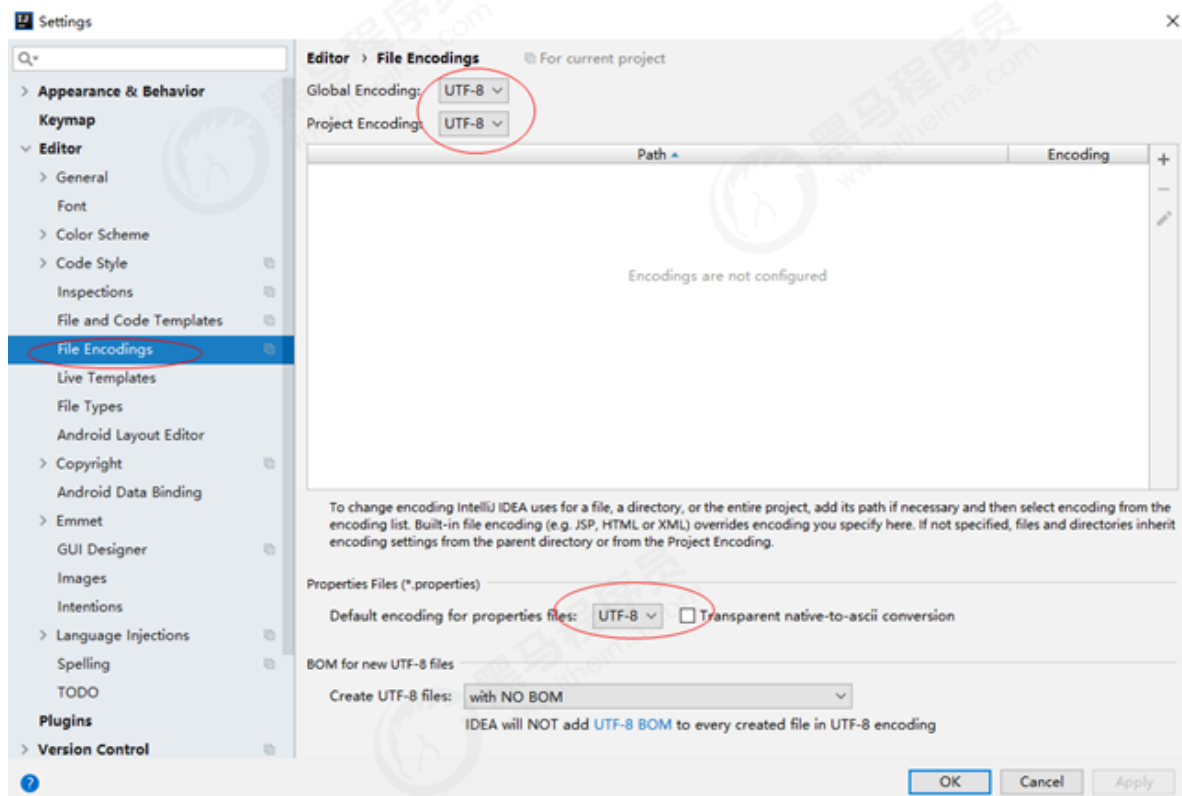 Settings
Appearance & Behavior
Keymap
Editor
General
Font
Color Scheme
Code Style
Inspections
File and Code Templates
File Encodings
Live Templates
File Types
Android Layout Editor
Copyright
Android Data Binding
Emmet
GUI Designer
Images
Intentions
Language Injections
Spelling
TODO
Plugins
Version Control
Editor > File Encodings For current project
Global Encoding: UTF-8
Project Encoding: UTF-8
Path Encoding
Encodings are not configured
To change encoding IntelliJ IDEA uses for a file, a directory, or the entire project, add its path if necessary and then select encoding from the
encoding list. Built-in file encoding (e.g. JSP, HTML or XML) overrides encoding you specify here. If not specified, files and directories inherit
encoding settings from the parent directory or from the Project Encoding.
Properties Files (*.properties)
Default encoding for properties files: UTF-8 Transparent native-to-ascii conversion
BOM for new UTF-8 files
Create UTF-8 files: with NO BOM
IDEA will NOT add UTF-8 BOM to every created file in UTF-8 encoding
OK Cancel Apply
黑马程序员
www.itheima.com